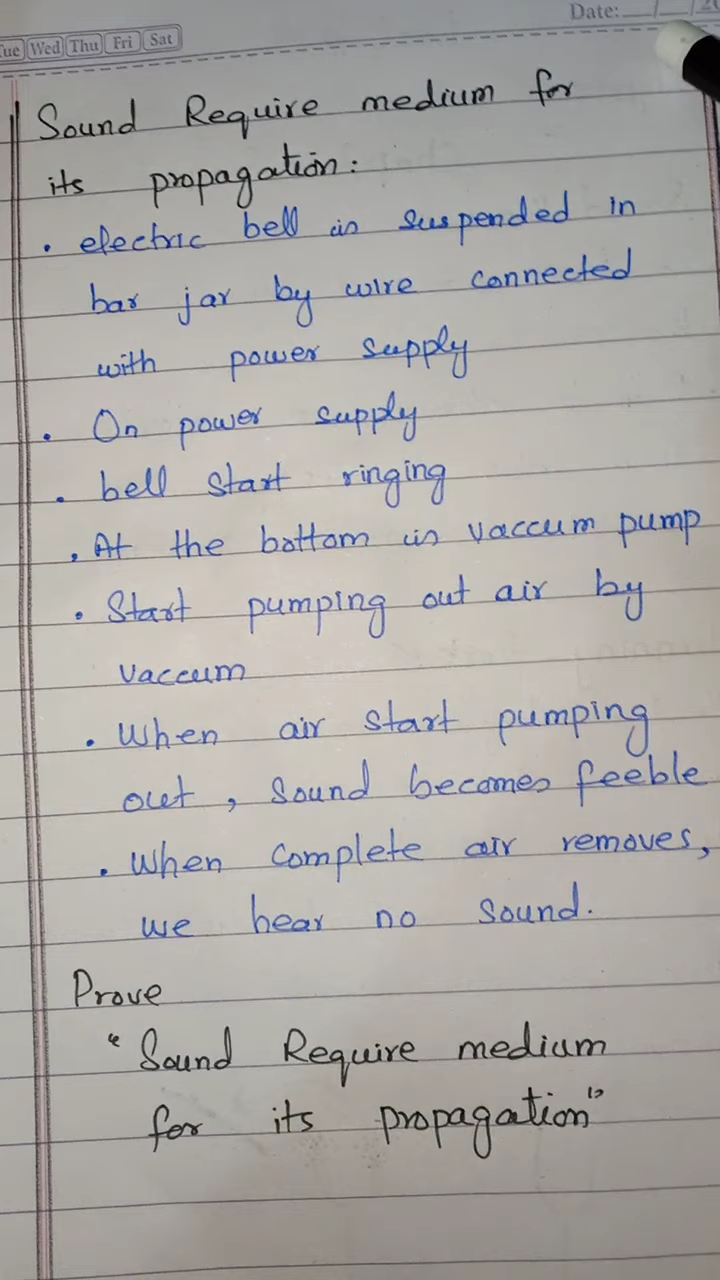 Date:__/__/20
Tue Wed Thu Fri Sat
Sound Require medium for
its propagation:
• electric bell is suspended in
bar jar by wire connected
with power supply
• On power supply
• bell start ringing
• At the bottom is vaccum pump
• Start pumping out air by
vaccum
• When air start pumping
out, sound becomes feeble
• When complete air removes,
we hear no sound.
Prove
"Sound Require medium
for its propagation"